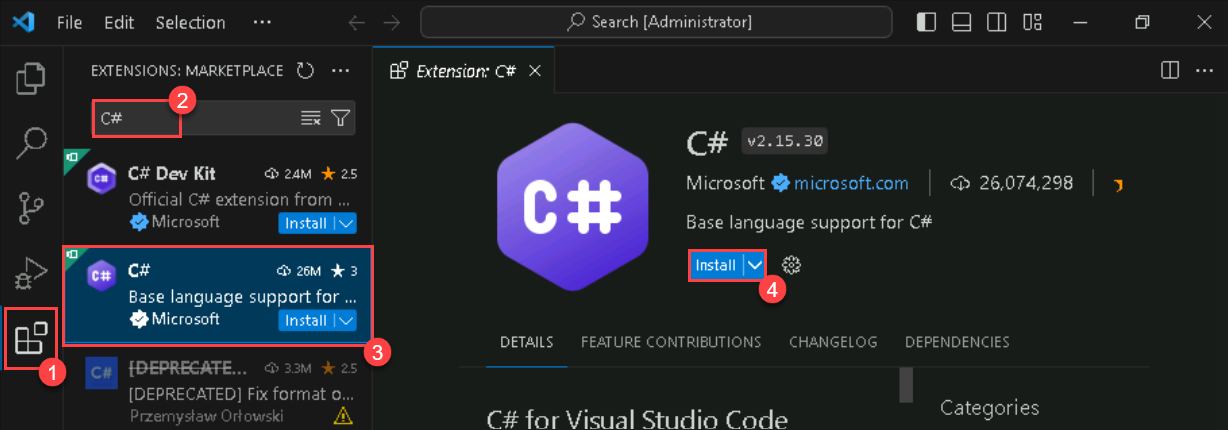 File Edit Selection ··· Search [Administrator]
EXTENSIONS: MARKETPLACE ···
Extension: C#
2
C#
C# Dev Kit 2.4M 2.5
Official C# extension from ...
Microsoft Install
C# 26M 3
Base language support for ...
Microsoft Install
3
1
C# [DEPRECATE... 3.3M 2.5
[DEPRECATED] Fix format o...
Przemysław Orłowski
C#
C# v2.15.30
Microsoft microsoft.com 26,074,298
Base language support for C#
Install
4
DETAILS FEATURE CONTRIBUTIONS CHANGELOG DEPENDENCIES
C# for Visual Studio Code
Categories